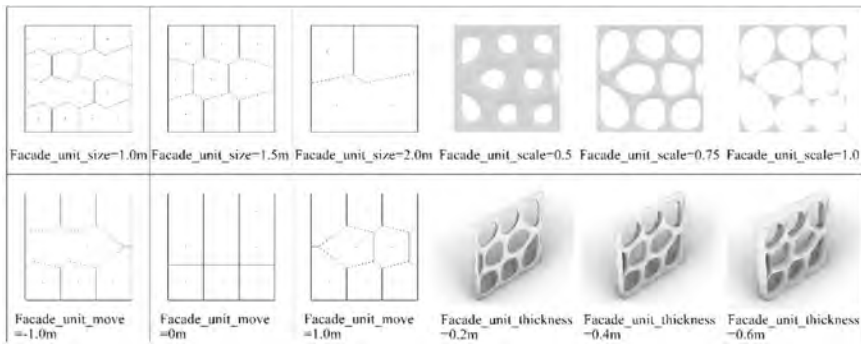 Facade_unit_size=1.0m
Facade_unit_size=1.5m
Facade_unit_size=2.0m
Facade_unit_scale=0.5
Facade_unit_scale=0.75
Facade_unit_scale=1.0
Facade_unit_move
=-1.0m
Facade_unit_move
=0m
Facade_unit_move
=1.0m
Facade_unit_thickness
=0.2m
Facade_unit_thickness
=0.4m
Facade_unit_thickness
=0.6m